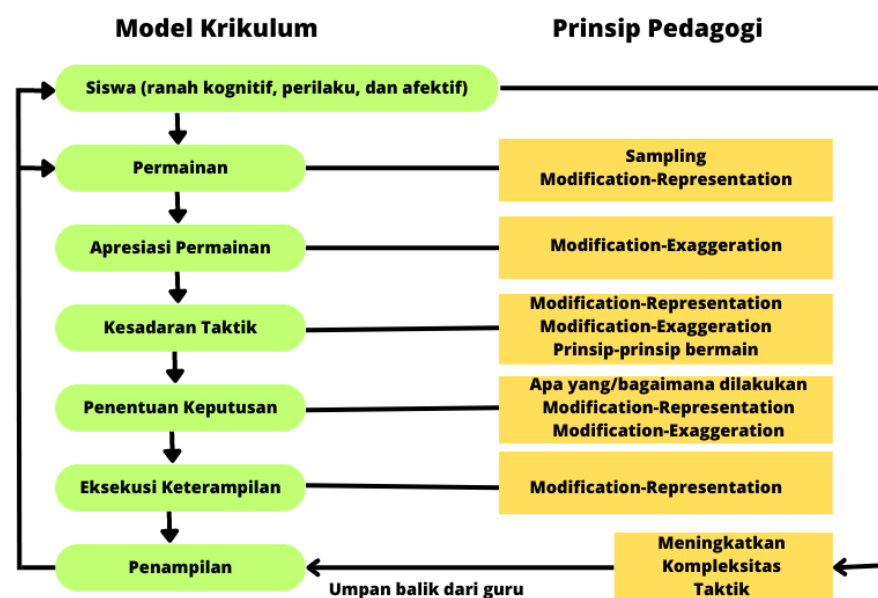 Model Krikulum
Prinsip Pedagogi
Siswa (ranah kognitif, perilaku, dan afektif)
Permainan
Sampling
Modification-Representation
Apresiasi Permainan
Modification-Exaggeration
Kesadaran Taktik
Modification-Representation
Modification-Exaggeration
Prinsip-prinsip bermain
Penentuan Keputusan
Apa yang/bagaimana dilakukan
Modification-Representation
Modification-Exaggeration
Eksekusi Keterampilan
Modification-Representation
Penampilan
Umpan balik dari guru
Meningkatkan
Kompleksitas
Taktik